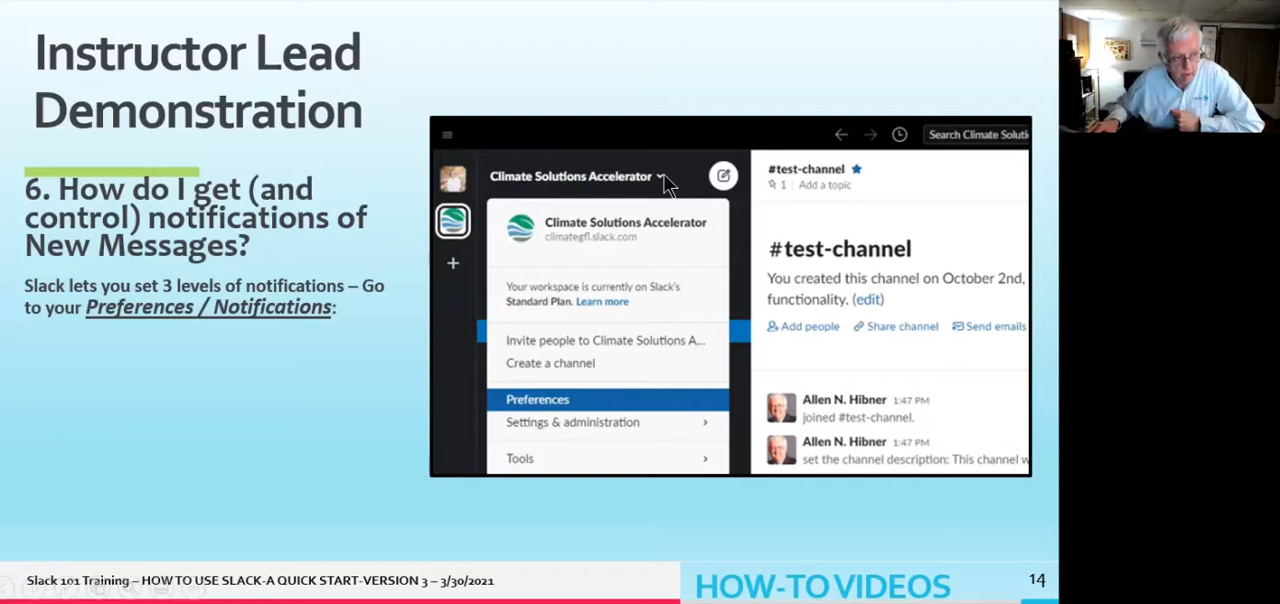 Instructor Lead
Demonstration
6. How do I get (and
control) notifications of
New Messages?
Slack lets you set 3 levels of notifications – Go
to your Preferences / Notifications:
Search Climate Soluti
Climate Solutions Accelerator
Climate Solutions Accelerator
climategfl.slack.com
Your workspace is currently on Slack's
Standard Plan. Learn more
Invite people to Climate Solutions A...
Create a channel
Preferences
Settings & administration
Tools
#test-channel
1 | Add a topic
#test-channel
You created this channel on October 2nd,
functionality. (edit)
Add people
Share channel
Send emails
Allen N. Hibner 1:47 PM
joined #test-channel.
Allen N. Hibner 1:47 PM
set the channel description: This channel w
Slack 101 Training – HOW TO USE SLACK-A QUICK START-VERSION 3 – 3/30/2021
HOW-TO VIDEOS
14